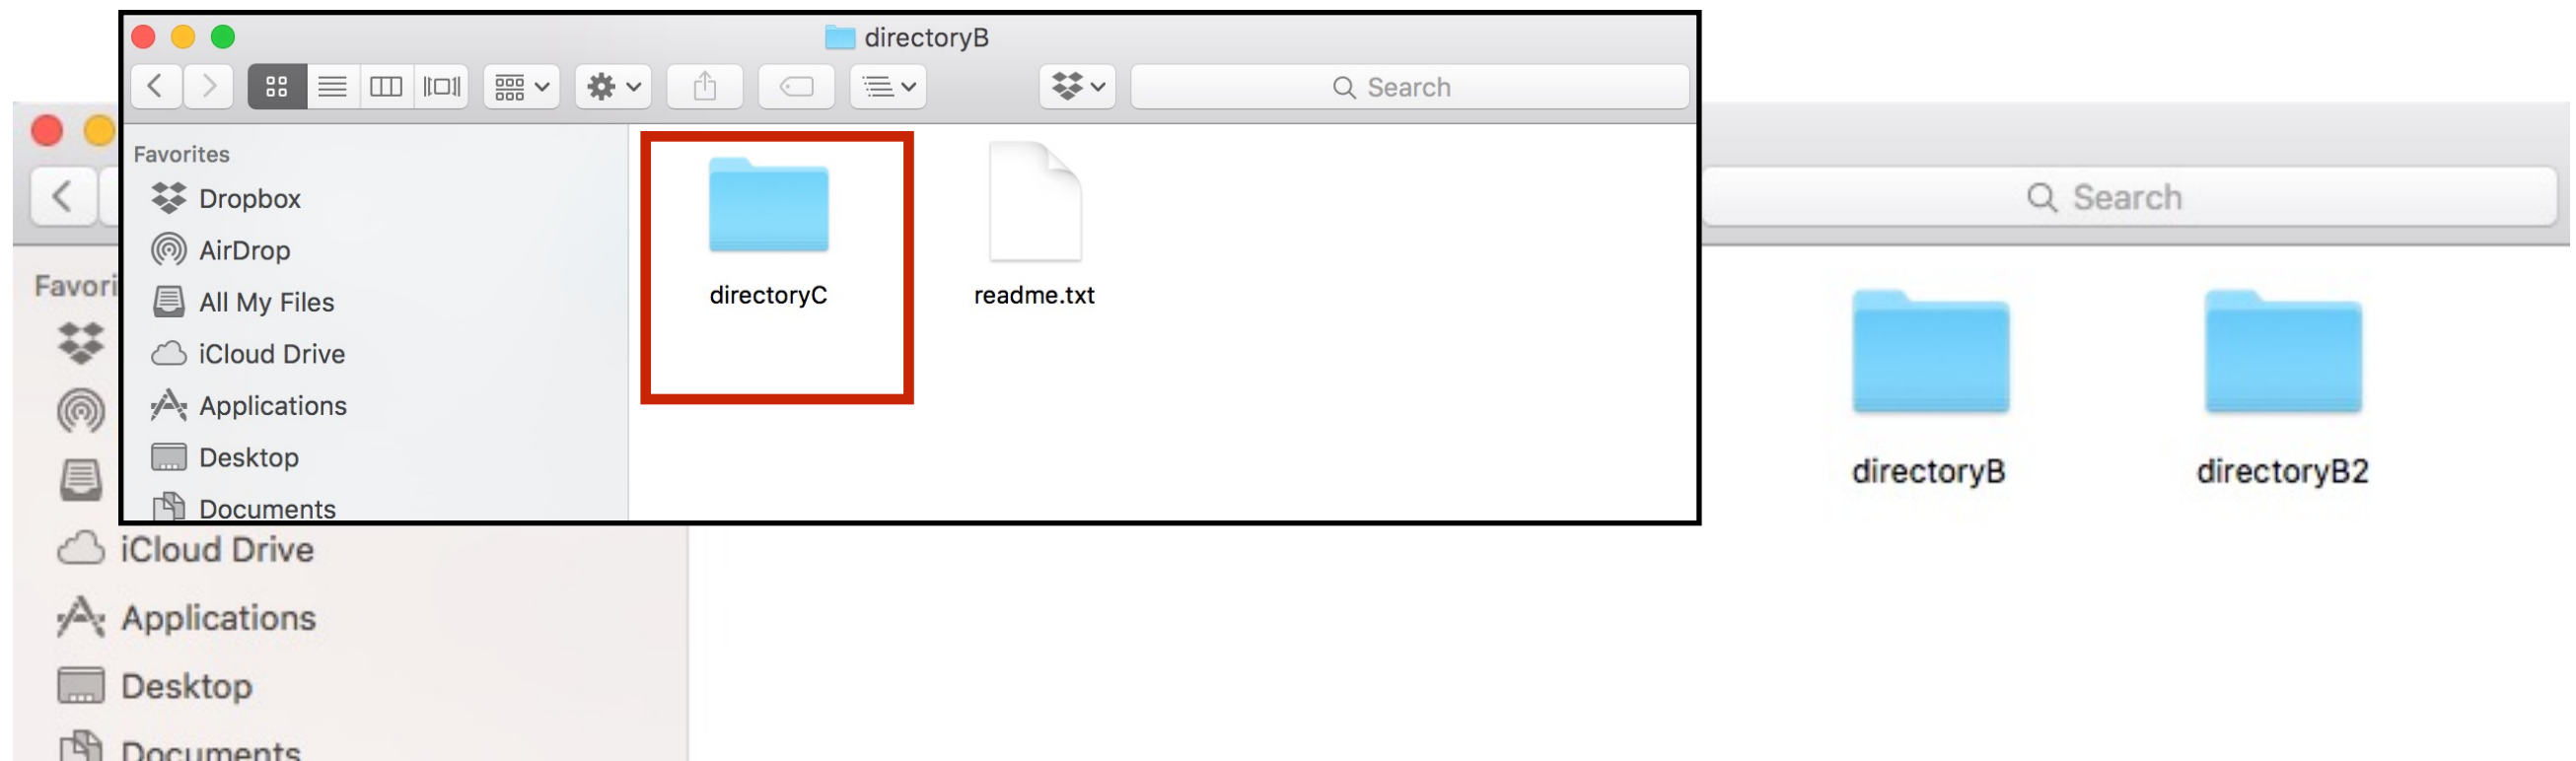 directoryB
Search
Favorites
Dropbox
AirDrop
All My Files
iCloud Drive
Applications
Desktop
Documents
directoryC
readme.txt
Search
Favori
iCloud Drive
Applications
Desktop
Documents
directoryB
directoryB2